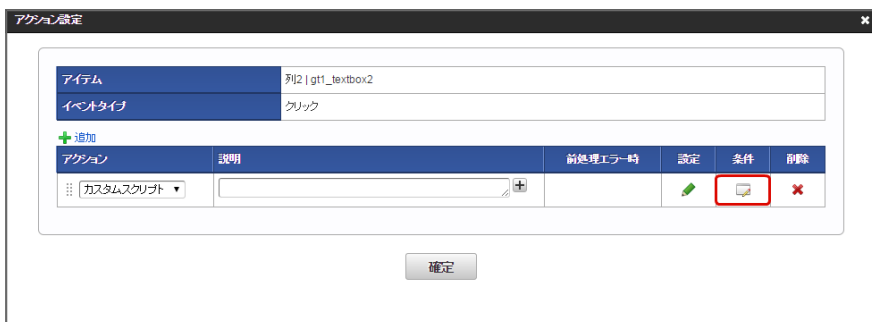 アクション設定
アイテム 列2 | gt1_textbox2
イベントタイプ クリック
追加
アクション 説明 前処理エラー時 設定 条件 削除
カスタムスクリプト
確定